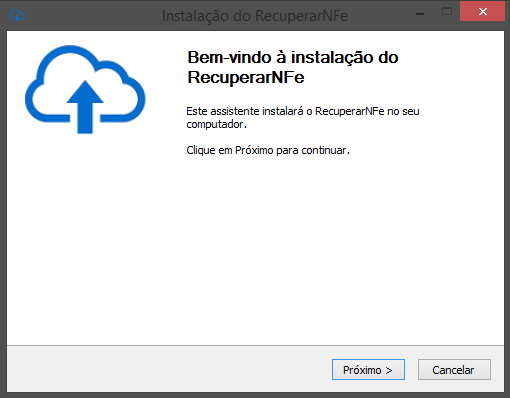 Instalação do RecuperarNFe
Bem-vindo à instalação do
RecuperarNFe
Este assistente instalará o RecuperarNFe no seu
computador.
Clique em Próximo para continuar.
Próximo >
Cancelar